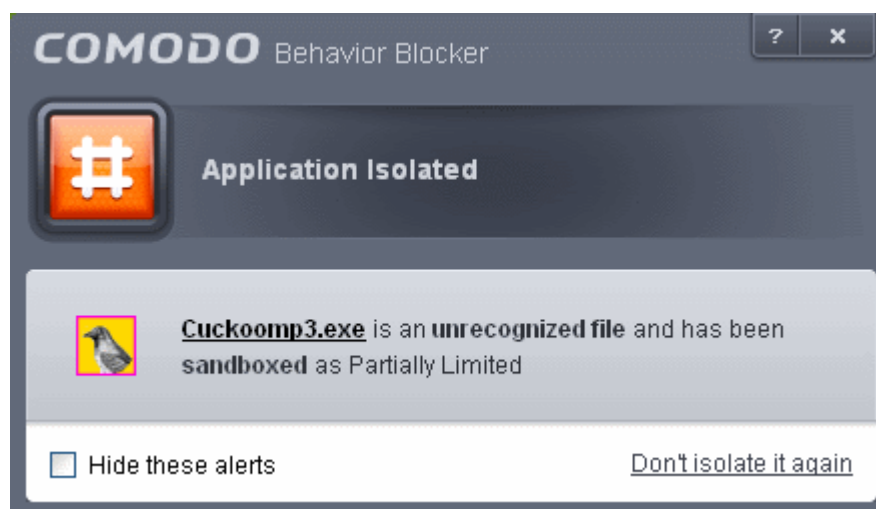 COMODO Behavior Blocker
? x
Application Isolated
Cuckoomp3.exe is an unrecognized file and has been
sandboxed as Partially Limited
Hide these alerts Don't isolate it again